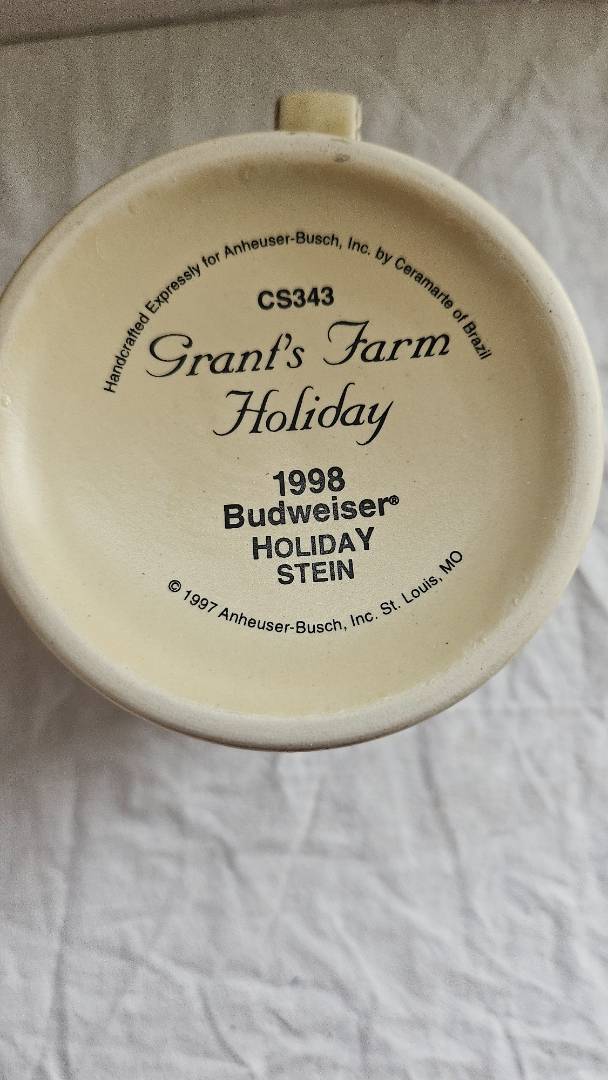 Handcrafted Expressly for Anheuser-Busch, Inc. by Ceramarte of Brazil
CS343
Grant's Farm
Holiday
1998
Budweiser®
HOLIDAY
STEIN
© 1997 Anheuser-Busch, Inc. St. Louis, MO